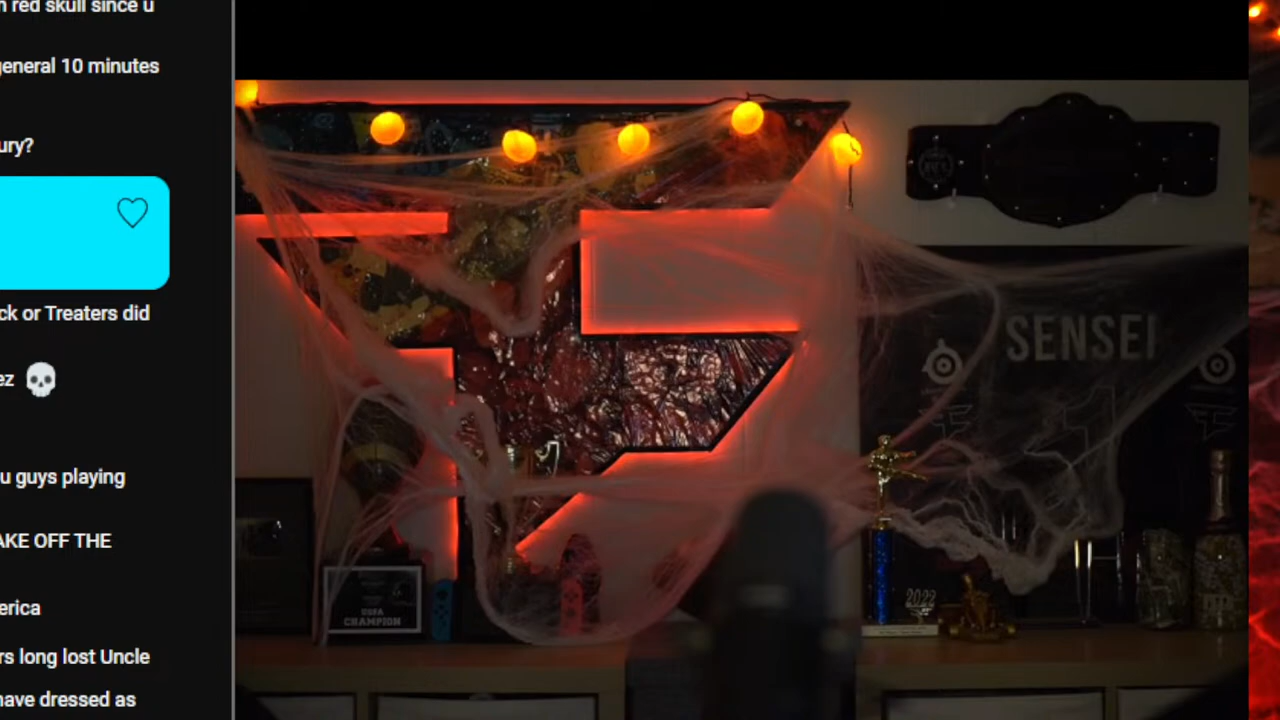 n red skull since u
general 10 minutes
ury?
ck or Treaters did
ez
u guys playing
AKE OFF THE
erica
rs long lost Uncle
have dressed as
SENSEI
CHAMPION
2022